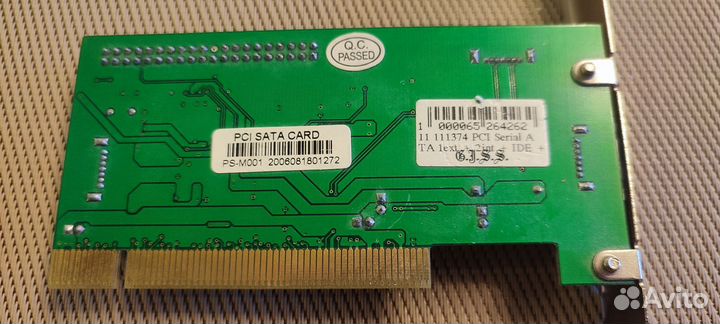 Q.C.
PASSED
PCI SATA CARD
PS-M001 2006081801272
1 000065 264262
11 111374 PCI Serial A
TA 1ext + 2int + IDE +
Avito